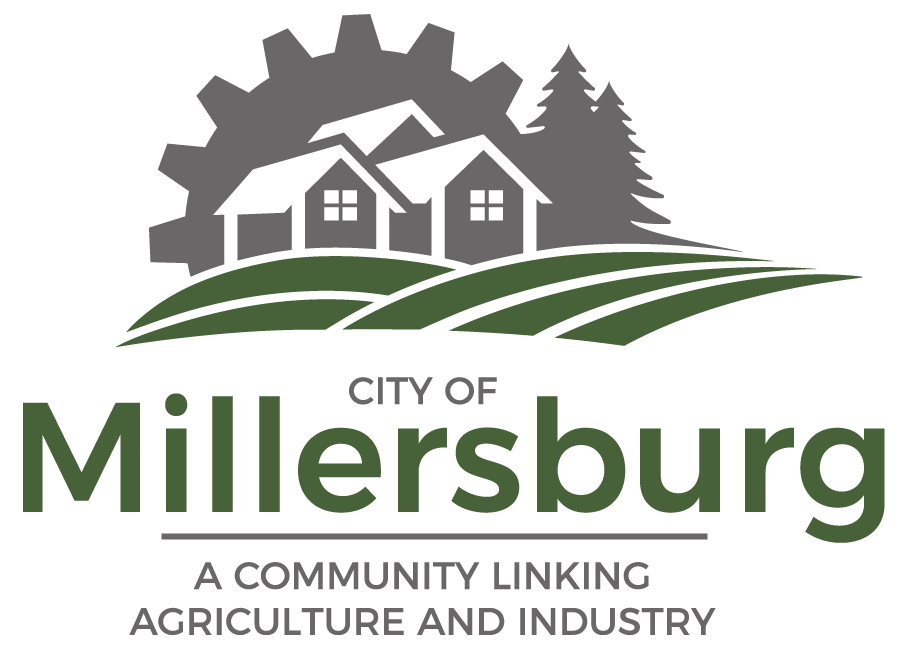 CITY OF
Millersburg
A COMMUNITY LINKING
AGRICULTURE AND INDUSTRY